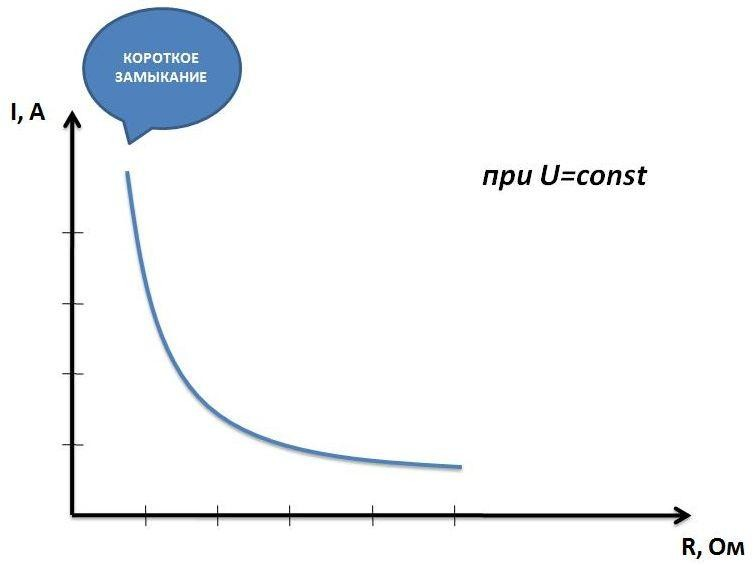 КОРОТКОЕ
ЗАМЫКАНИЕ
I, А
при U=const
R, Ом